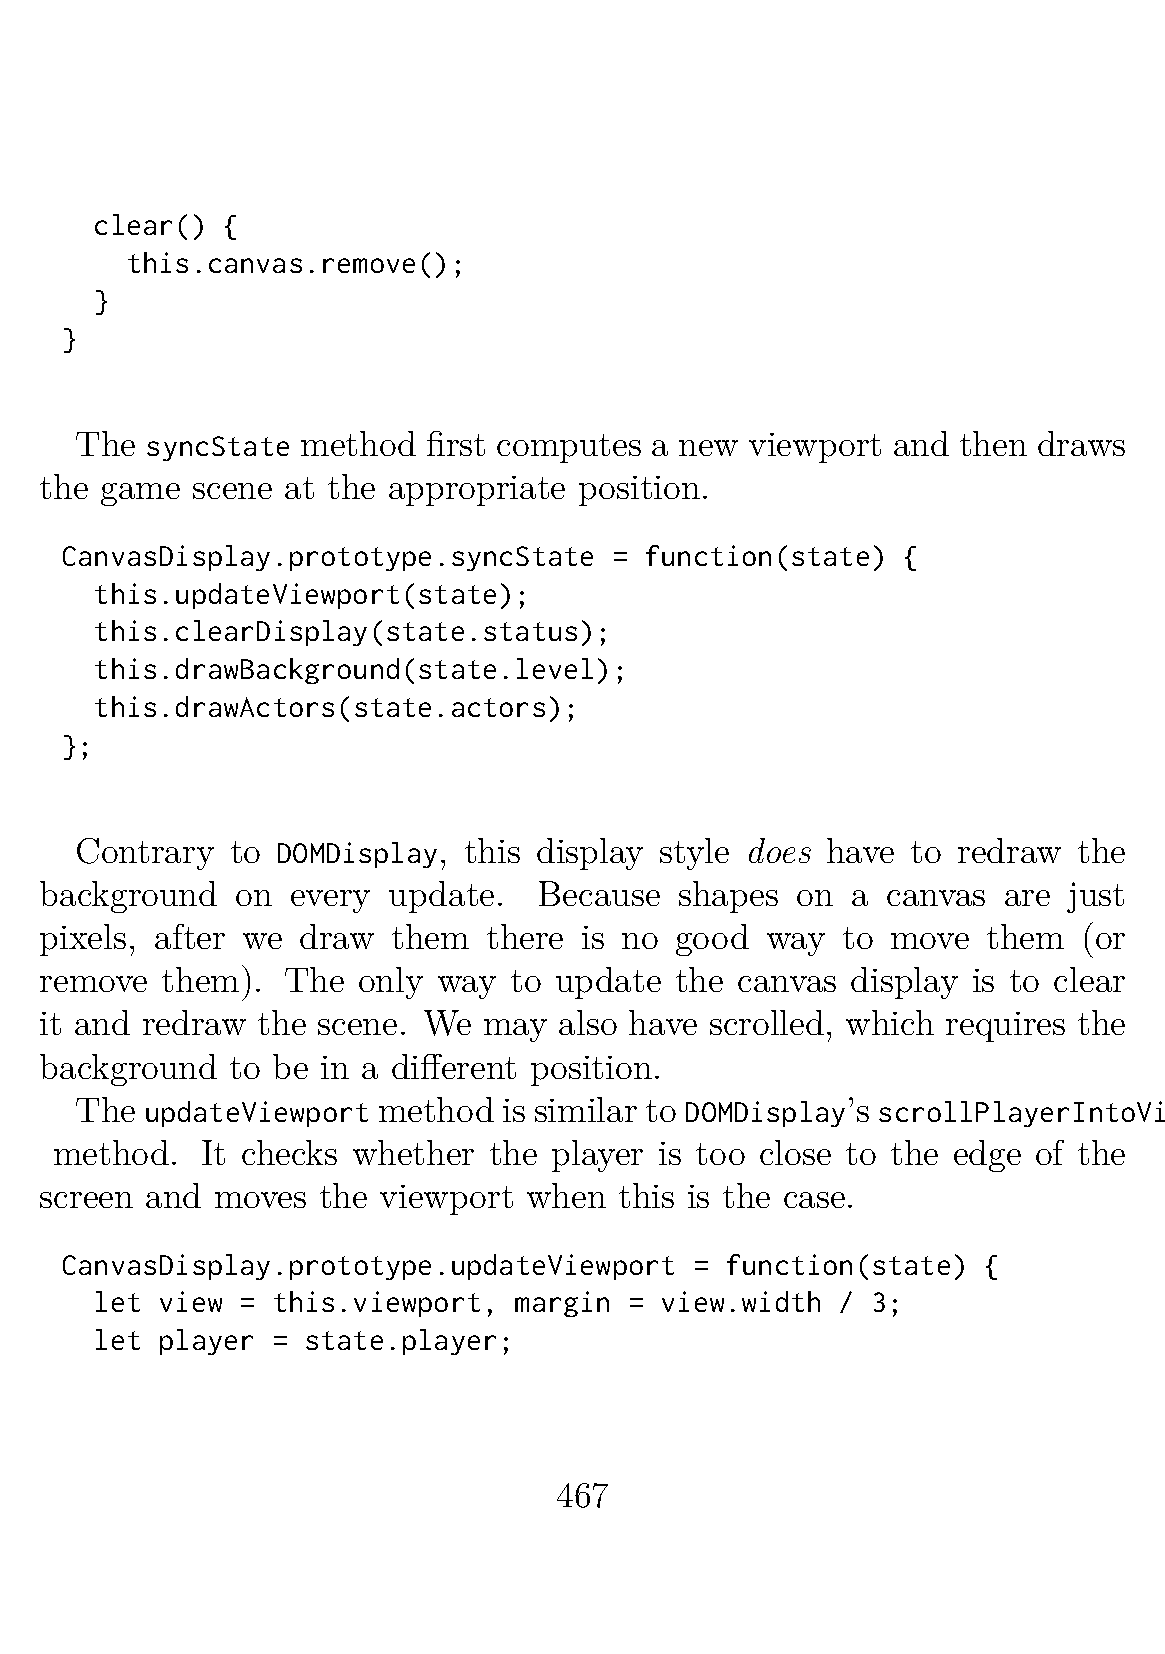 clear() {
this.canvas.remove();
}
}
The syncState method first computes a new viewport and then draws
the game scene at the appropriate position.
CanvasDisplay.prototype.syncState = function(state) {
this.updateViewport(state);
this.clearDisplay(state.status);
this.drawBackground(state.level);
this.drawActors(state.actors);
};
Contrary to DOMDisplay, this display style does have to redraw the
background on every update. Because shapes on a canvas are just
pixels, after we draw them there is no good way to move them (or
remove them). The only way to update the canvas display is to clear
it and redraw the scene. We may also have scrolled, which requires the
background to be in a different position.
The updateViewport method is similar to DOMDisplay's scrollPlayerIntoVi
method. It checks whether the player is too close to the edge of the
screen and moves the viewport when this is the case.
CanvasDisplay.prototype.updateViewport = function(state) {
let view = this.viewport, margin = view.width / 3;
let player = state.player;
467